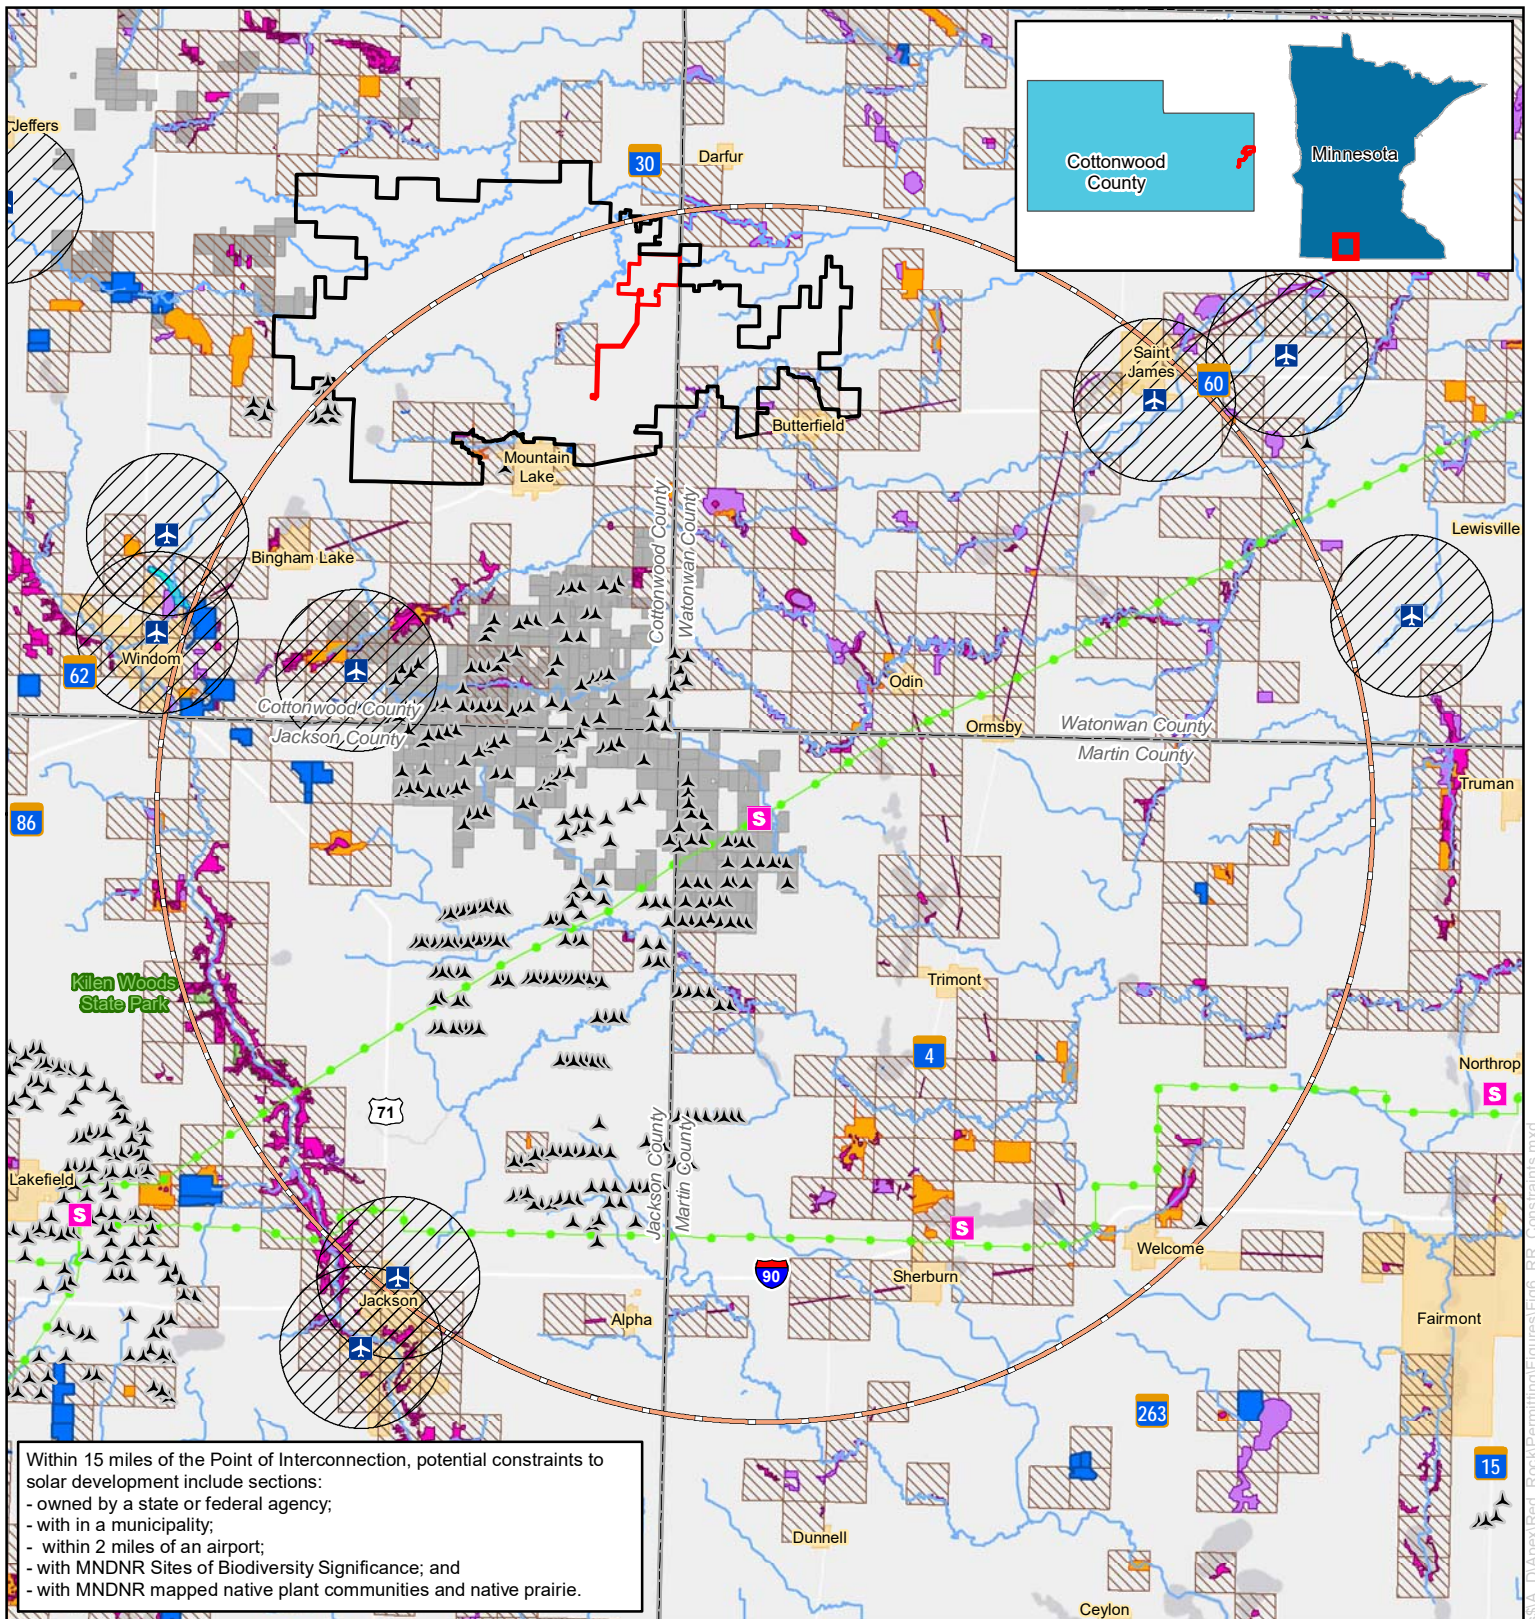 Jeffers
30
Darfur
Cottonwood
County
Minnesota
Saint
James
60
Butterfield
Mountain
Lake
Cottonwood County
Watonwan County
Lewisville
Bingham Lake
Windom
62
Odin
Cottonwood County
Jackson County
Ormsby
Watonwan County
Martin County
Truman
86
S
Kilen Woods
State Park
Trimont
4
Northrop
S
71
Lakefield
S
Jackson County
Martin County
S
Welcome
90
Sherburn
Jackson
Alpha
Fairmont
263
15
Within 15 miles of the Point of Interconnection, potential constraints to
solar development include sections:
- owned by a state or federal agency;
- with in a municipality;
-  within 2 miles of an airport;
- with MNDNR Sites of Biodiversity Significance; and
- with MNDNR mapped native plant communities and native prairie.
Dunnell
Ceylon